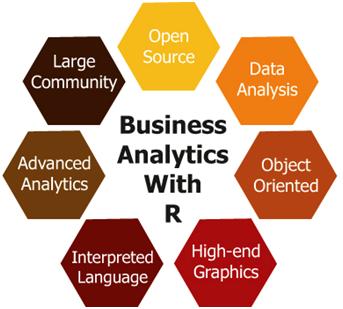 Open
Source
Large
Community
Data
Analysis
Business
Analytics
With
R
Advanced
Analytics
Object
Oriented
Interpreted
Language
High-end
Graphics